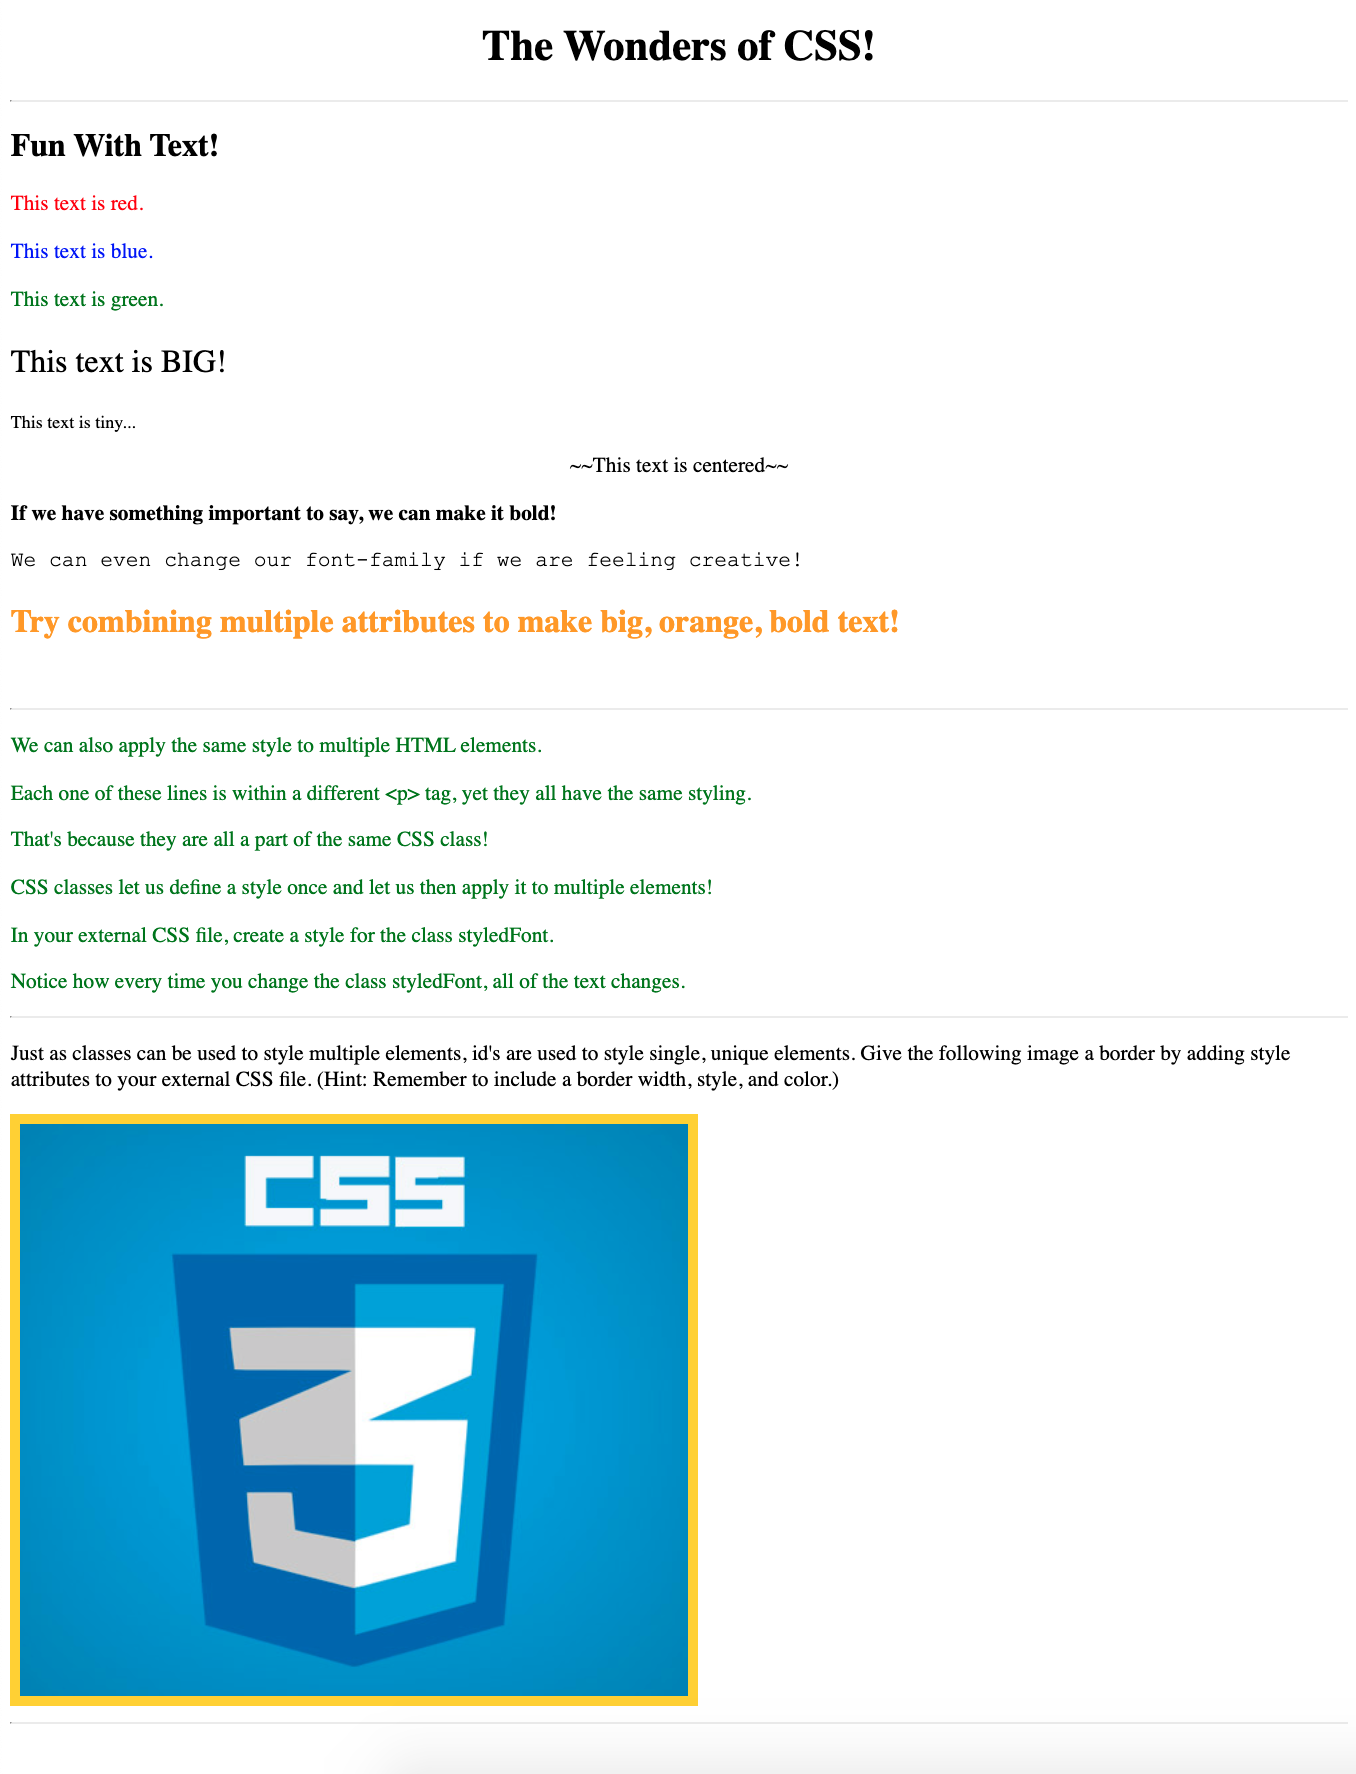 The Wonders of CSS!
Fun With Text!
This text is red.
This text is blue.
This text is green.
This text is BIG!
This text is tiny...
~~This text is centered~~
If we have something important to say, we can make it bold!
We can even change our font-family if we are feeling creative!
Try combining multiple attributes to make big, orange, bold text!
We can also apply the same style to multiple HTML elements.
Each one of these lines is within a different <p> tag, yet they all have the same styling.
That's because they are all a part of the same CSS class!
CSS classes let us define a style once and let us then apply it to multiple elements!
In your external CSS file, create a style for the class styledFont.
Notice how every time you change the class styledFont, all of the text changes.
Just as classes can be used to style multiple elements, id's are used to style single, unique elements. Give the following image a border by adding style
attributes to your external CSS file. (Hint: Remember to include a border width, style, and color.)
CSS
3